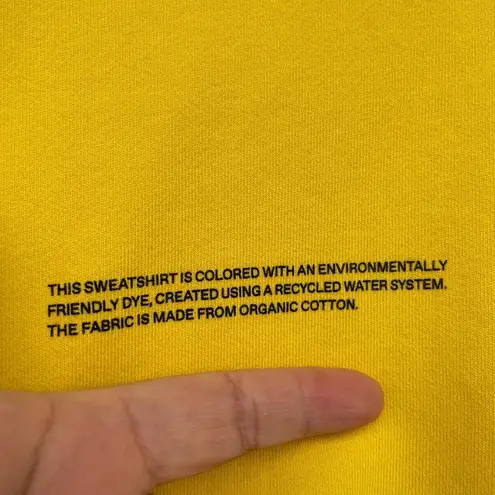 THIS SWEATSHIRT IS COLORED WITH AN ENVIRONMENTALLY
FRIENDLY DYE, CREATED USING A RECYCLED WATER SYSTEM.
THE FABRIC IS MADE FROM ORGANIC COTTON.